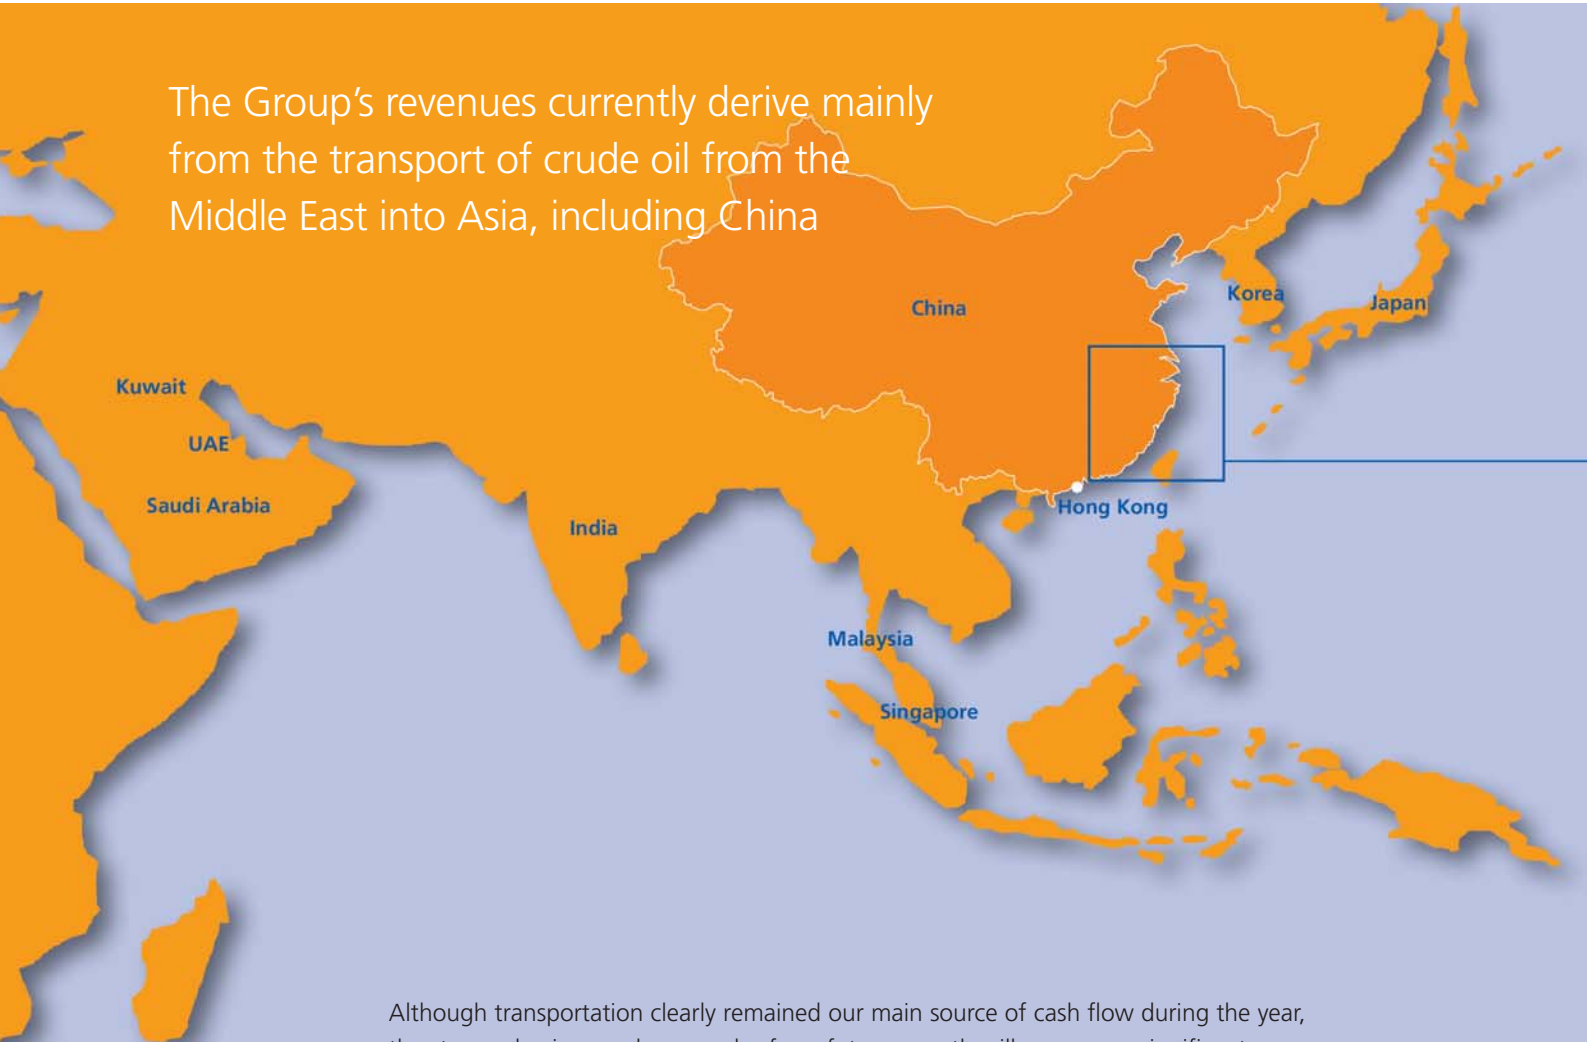 The Group's revenues currently derive mainly
from the transport of crude oil from the
Middle East into Asia, including China
China
Korea
Japan
Kuwait
UAE
Saudi Arabia
India
Hong Kong
Malaysia
Singapore
Although transportation clearly remained our main source of cash flow during the year,